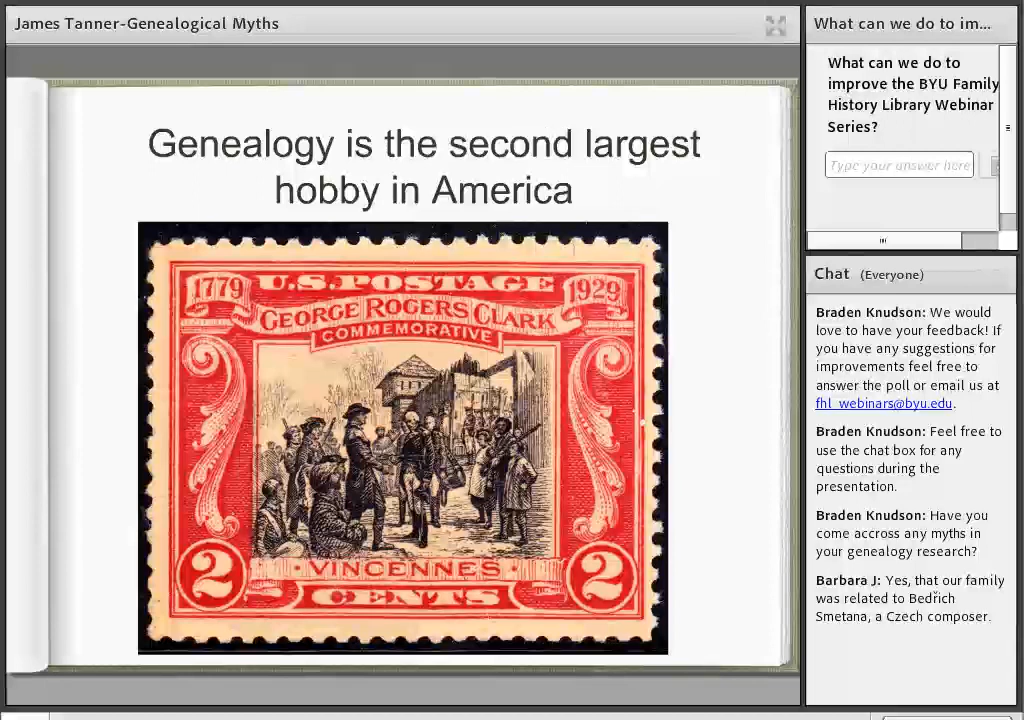 James Tanner-Genealogical Myths
Genealogy is the second largest
hobby in America
1779 U.S. POSTAGE 1929
GEORGE ROGERS CLARK
COMMEMORATIVE
2 · VINCENNES · 2
CENTS
What can we do to im...
What can we do to
improve the BYU Family
History Library Webinar
Series?
Type your answer here
Chat (Everyone)
Braden Knudson: We would
love to have your feedback! If
you have any suggestions for
improvements feel free to
answer the poll or email us at
fhl_webinars@byu.edu.
Braden Knudson: Feel free to
use the chat box for any
questions during the
presentation.
Braden Knudson: Have you
come accross any myths in
your genealogy research?
Barbara J: Yes, that our family
was related to Bedřich
Smetana, a Czech composer.